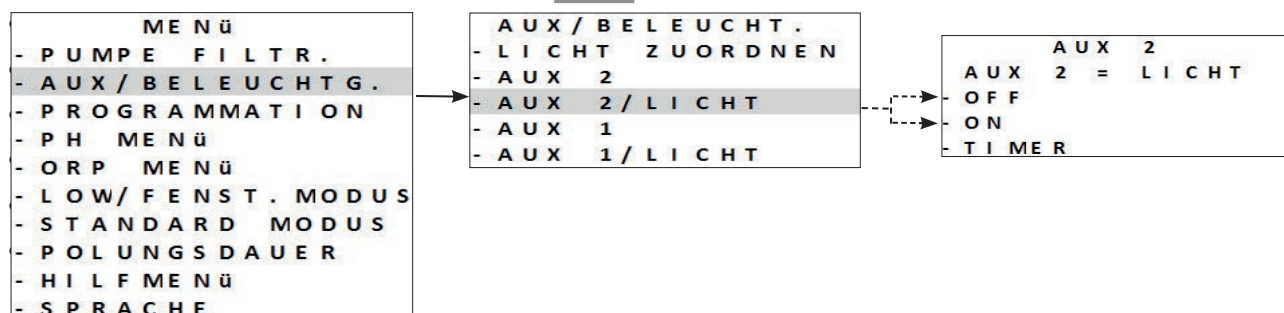 MENü
- PUMPE FILTR.
- AUX/BELEUCHTG.
- PROGRAMMATION
- PH MENü
- ORP MENü
- LOW/FENST.MODUS
- STANDARD MODUS
- POLUNGSDAUER
- HILFMENü
- SPRACHE
AUX/BELEUCHT.
- LICHT ZUORDNEN
- AUX 2
- AUX 2/LICHT
- AUX 1
- AUX 1/LICHT
AUX 2
AUX 2 = LICHT
- OFF
- ON
- TIMER